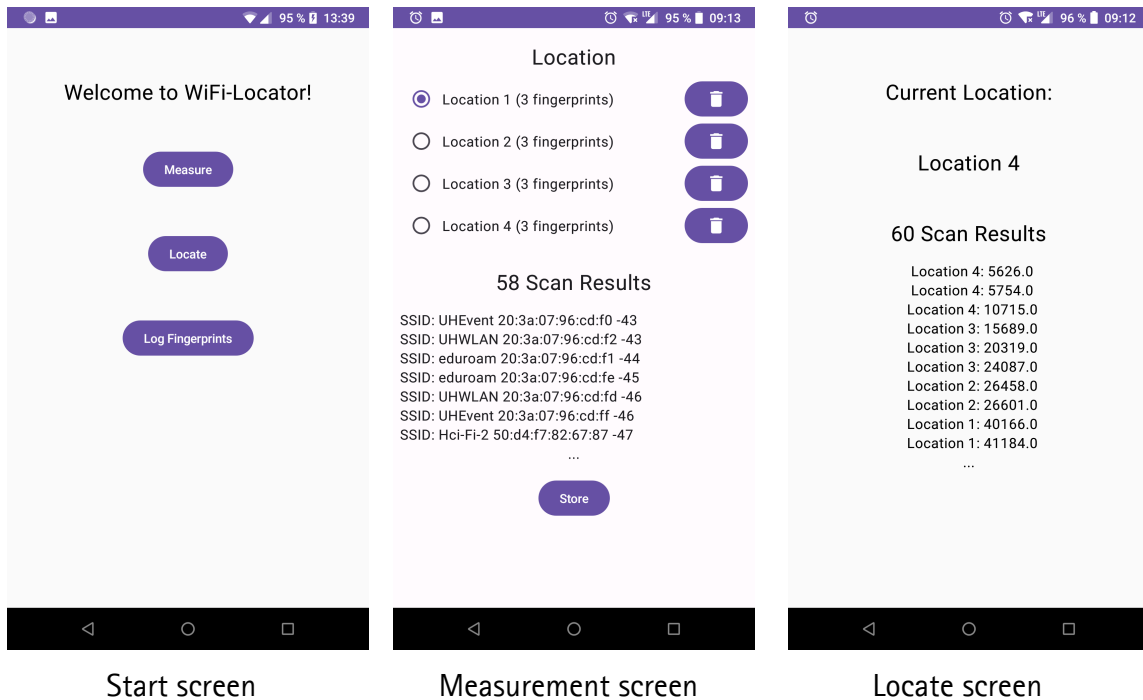 95 % 13:39
Welcome to WiFi-Locator!
Measure
Locate
Log Fingerprints
Start screen
LTE 95 % 09:13
Location
Location 1 (3 fingerprints)
Location 2 (3 fingerprints)
Location 3 (3 fingerprints)
Location 4 (3 fingerprints)
58 Scan Results
SSID: UHEvent 20:3a:07:96:cd:f0 -43
SSID: UHWLAN 20:3a:07:96:cd:f2 -43
SSID: eduroam 20:3a:07:96:cd:f1 -44
SSID: eduroam 20:3a:07:96:cd:fe -45
SSID: UHWLAN 20:3a:07:96:cd:fd -46
SSID: UHEvent 20:3a:07:96:cd:ff -46
SSID: Hci-Fi-2 50:d4:f7:82:67:87 -47
...
Store
Measurement screen
LTE 96 % 09:12
Current Location:
Location 4
60 Scan Results
Location 4: 5626.0
Location 4: 5754.0
Location 4: 10715.0
Location 3: 15689.0
Location 3: 20319.0
Location 3: 24087.0
Location 2: 26458.0
Location 2: 26601.0
Location 1: 40166.0
Location 1: 41184.0
...
Locate screen